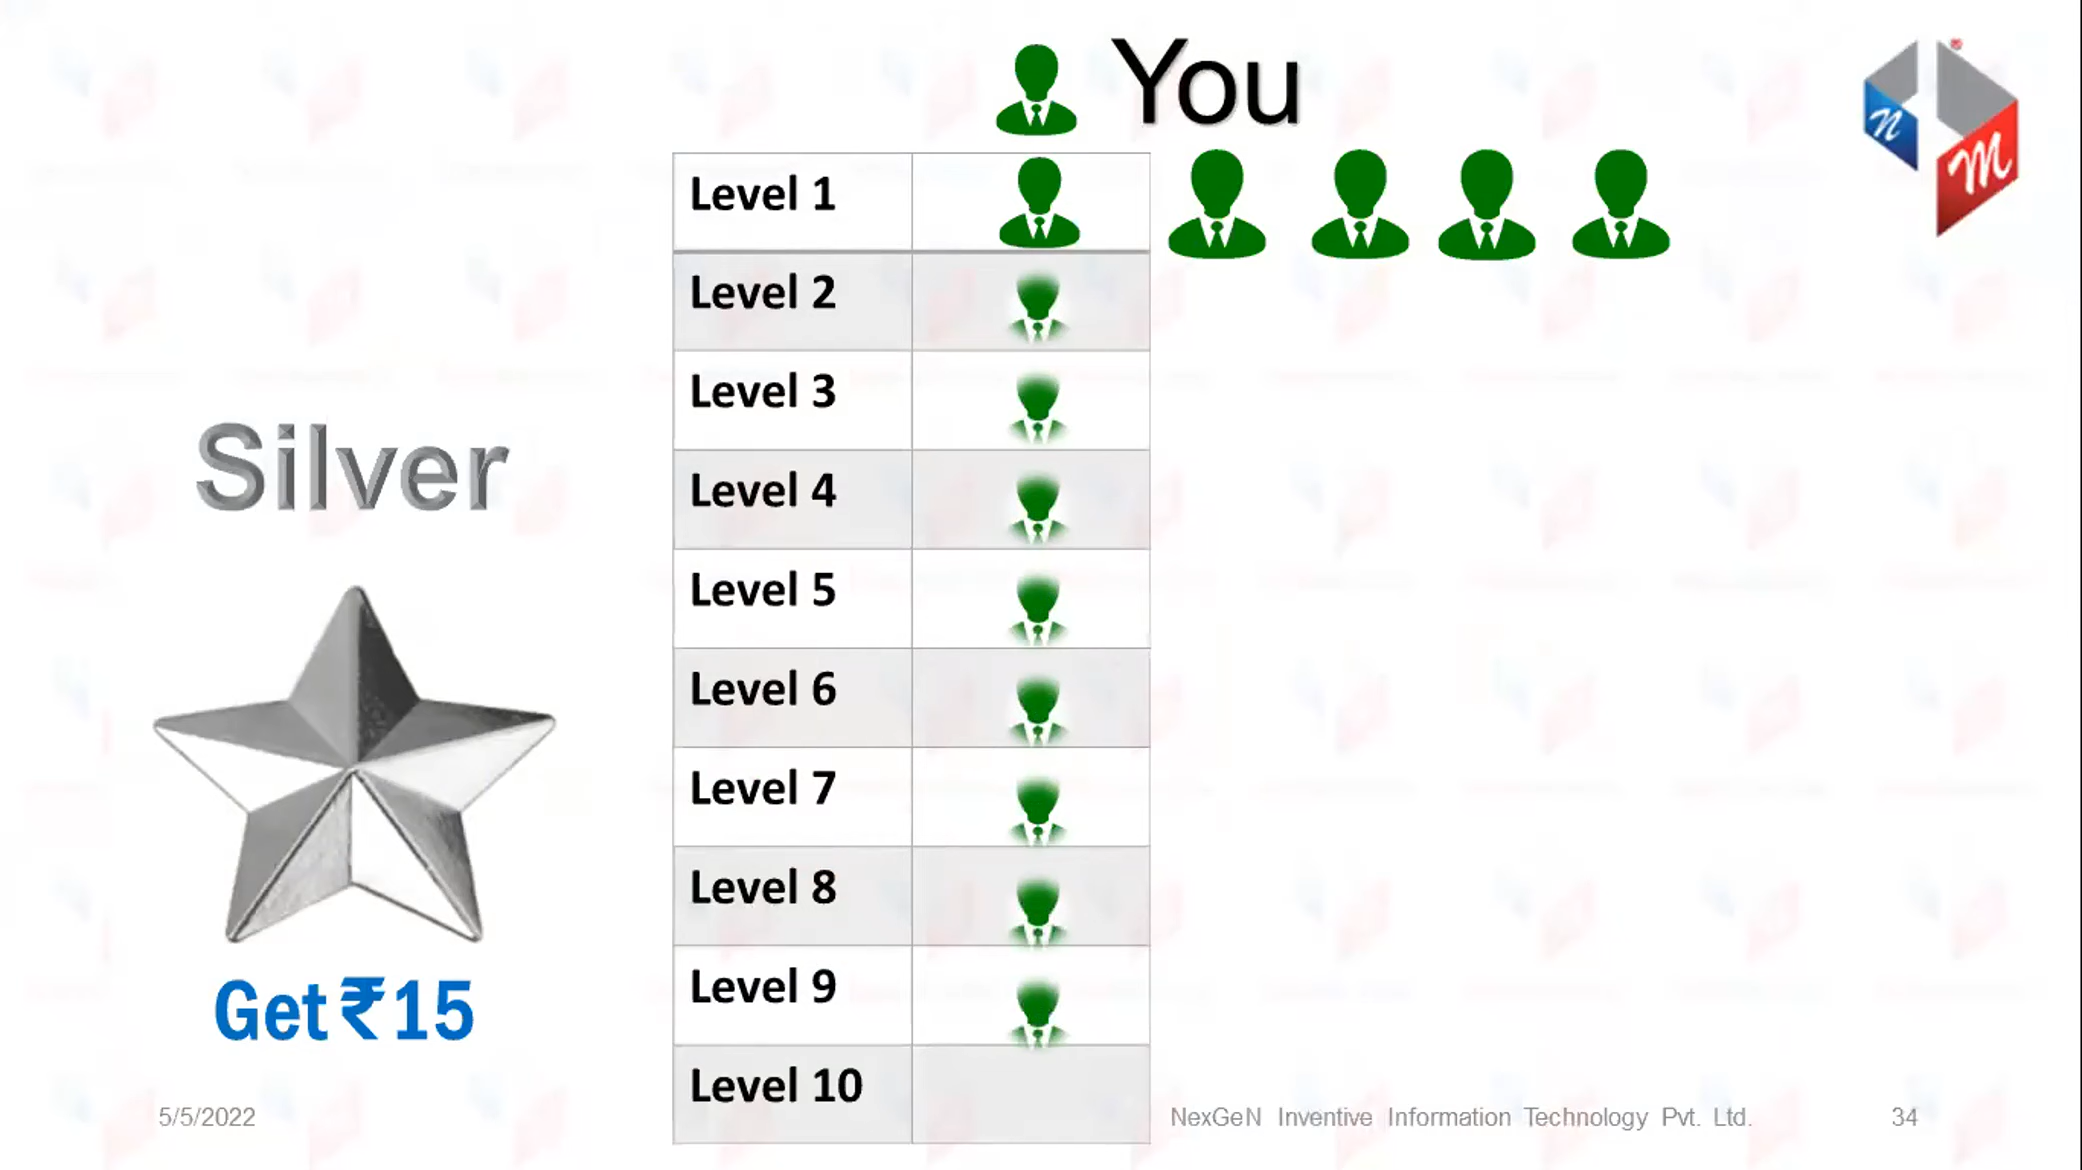 You
n
m
Level 1
Level 2
Level 3
Level 4
Level 5
Level 6
Level 7
Level 8
Level 9
Level 10
Silver
Get ₹15
5/5/2022
NexGeN Inventive Information Technology Pvt. Ltd.
34